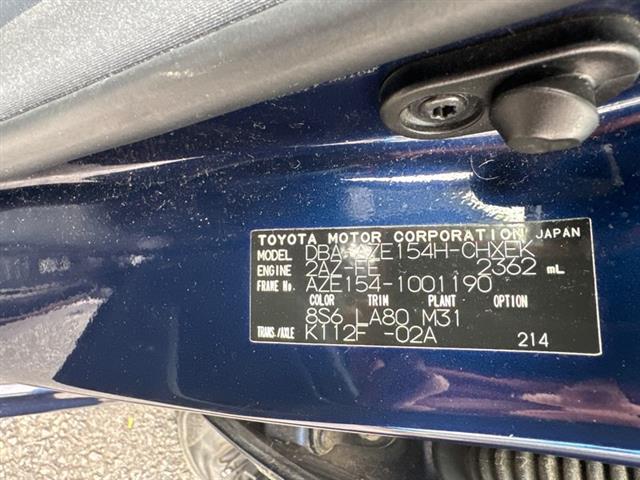 TOYOTA MOTOR CORPORATION JAPAN
MODEL DBA-AZE154H-CHXEK
ENGINE 2AZ-FE 2362 mL
FRAME No. AZE154-1001190
COLOR TRIM PLANT OPTION
8S6 LA80 M31
TRANS./AXLE K112F -02A 214